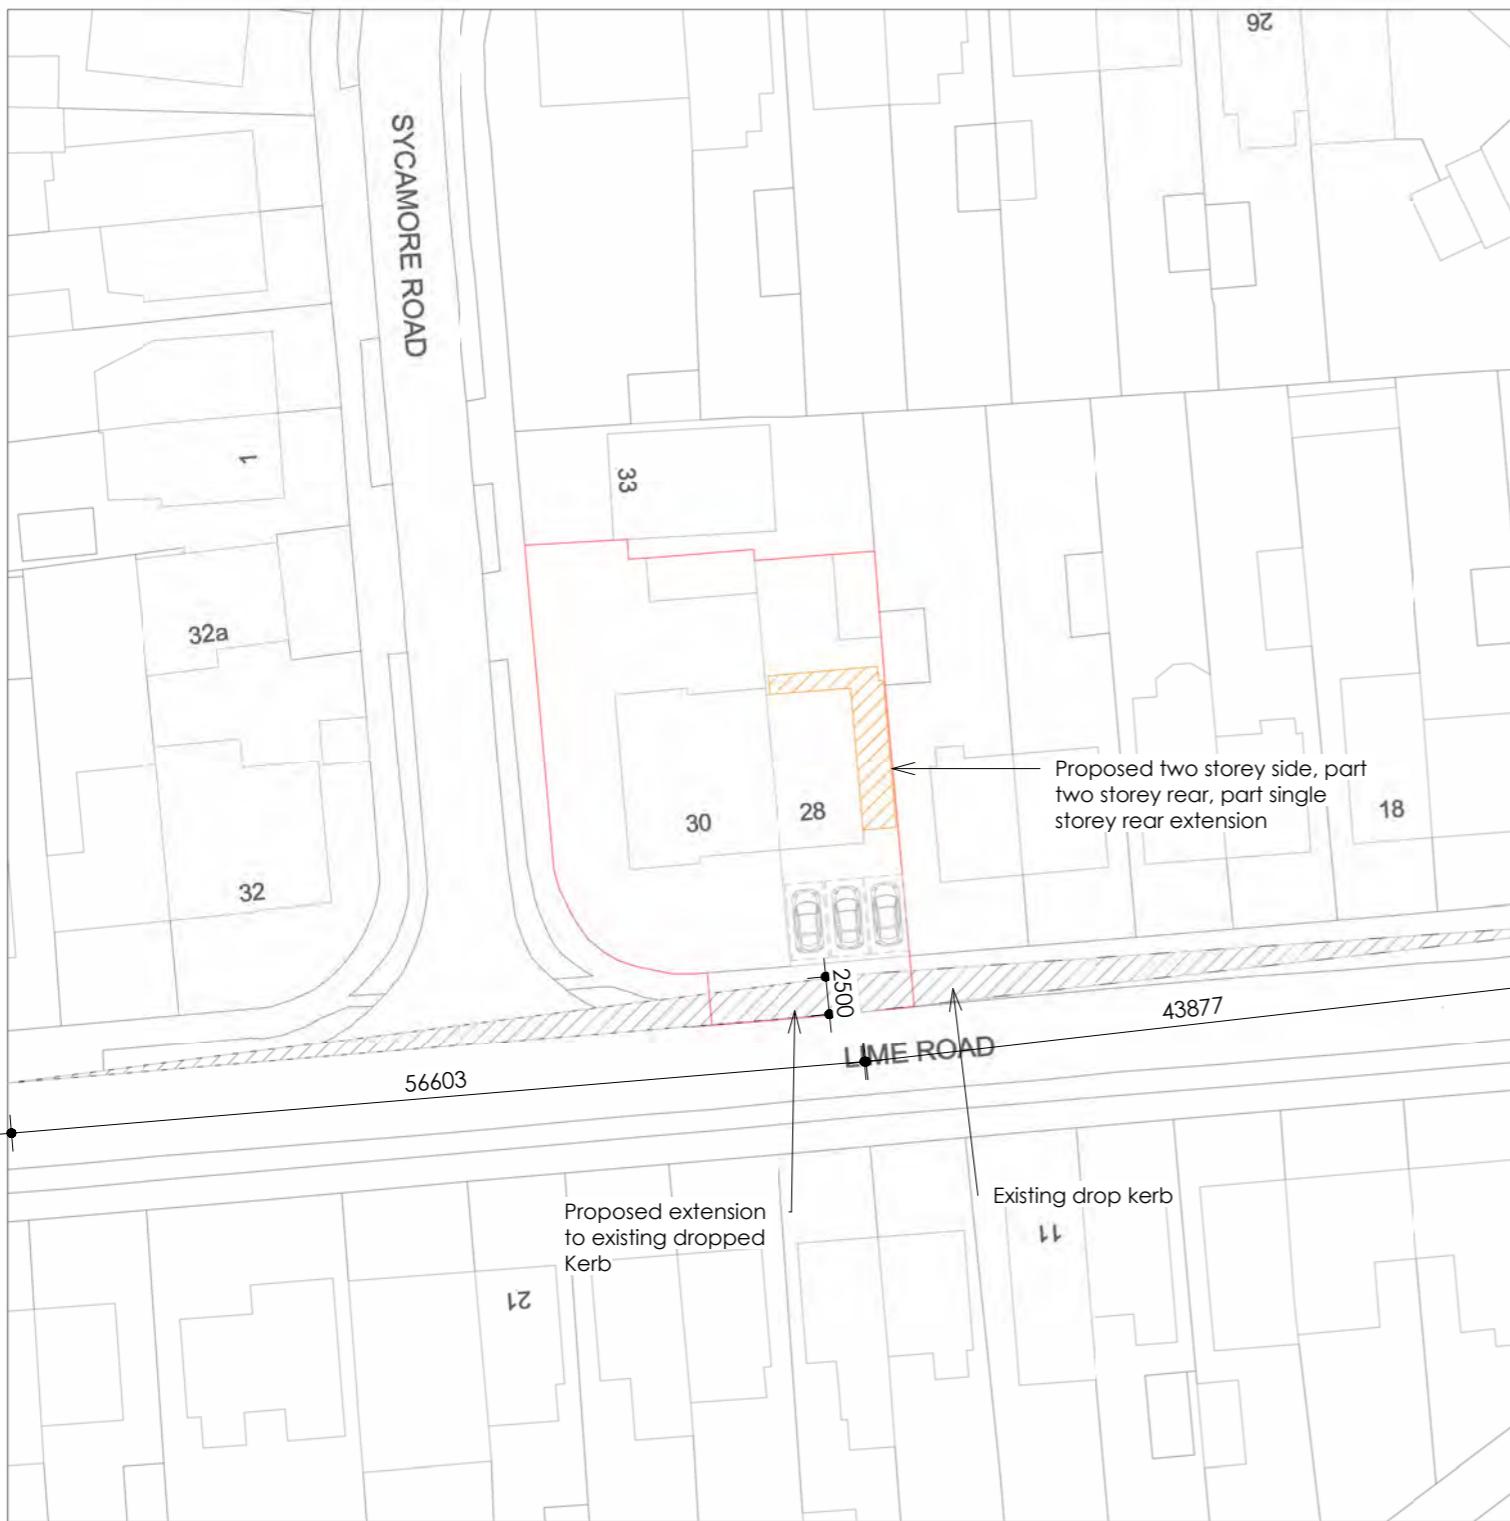 26
SYCAMORE ROAD
1
33
32a
Proposed two storey side, part
two storey rear, part single
storey rear extension
18
28
30
32
2500
43877
LIME ROAD
56603
Existing drop kerb
Proposed extension
to existing dropped
Kerb
11
21